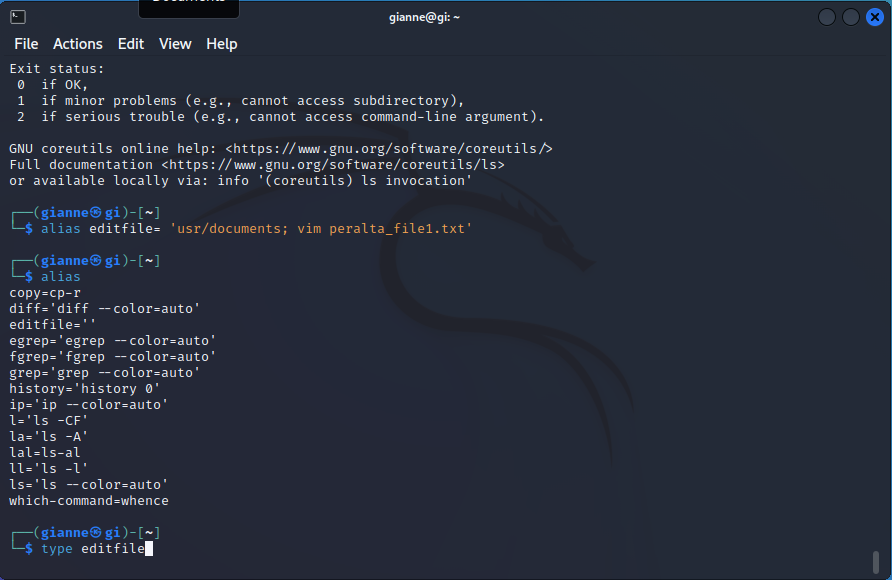 Documents
gianne@gi: ~
File Actions Edit View Help
Exit status:
0 if OK,
1 if minor problems (e.g., cannot access subdirectory),
2 if serious trouble (e.g., cannot access command-line argument).
GNU coreutils online help: <https://www.gnu.org/software/coreutils/>
Full documentation <https://www.gnu.org/software/coreutils/ls>
or available locally via: info '(coreutils) ls invocation'
┌──(gianne㉿gi)-[~]
└─$ alias editfile= 'usr/documents; vim peralta_file1.txt'
┌──(gianne㉿gi)-[~]
└─$ alias
copy=cp-r
diff='diff --color=auto'
editfile=''
egrep='egrep --color=auto'
fgrep='fgrep --color=auto'
grep='grep --color=auto'
history='history 0'
ip='ip --color=auto'
l='ls -CF'
la='ls -A'
lal=ls-al
ll='ls -l'
ls='ls --color=auto'
which-command=whence
┌──(gianne㉿gi)-[~]
└─$ type editfile